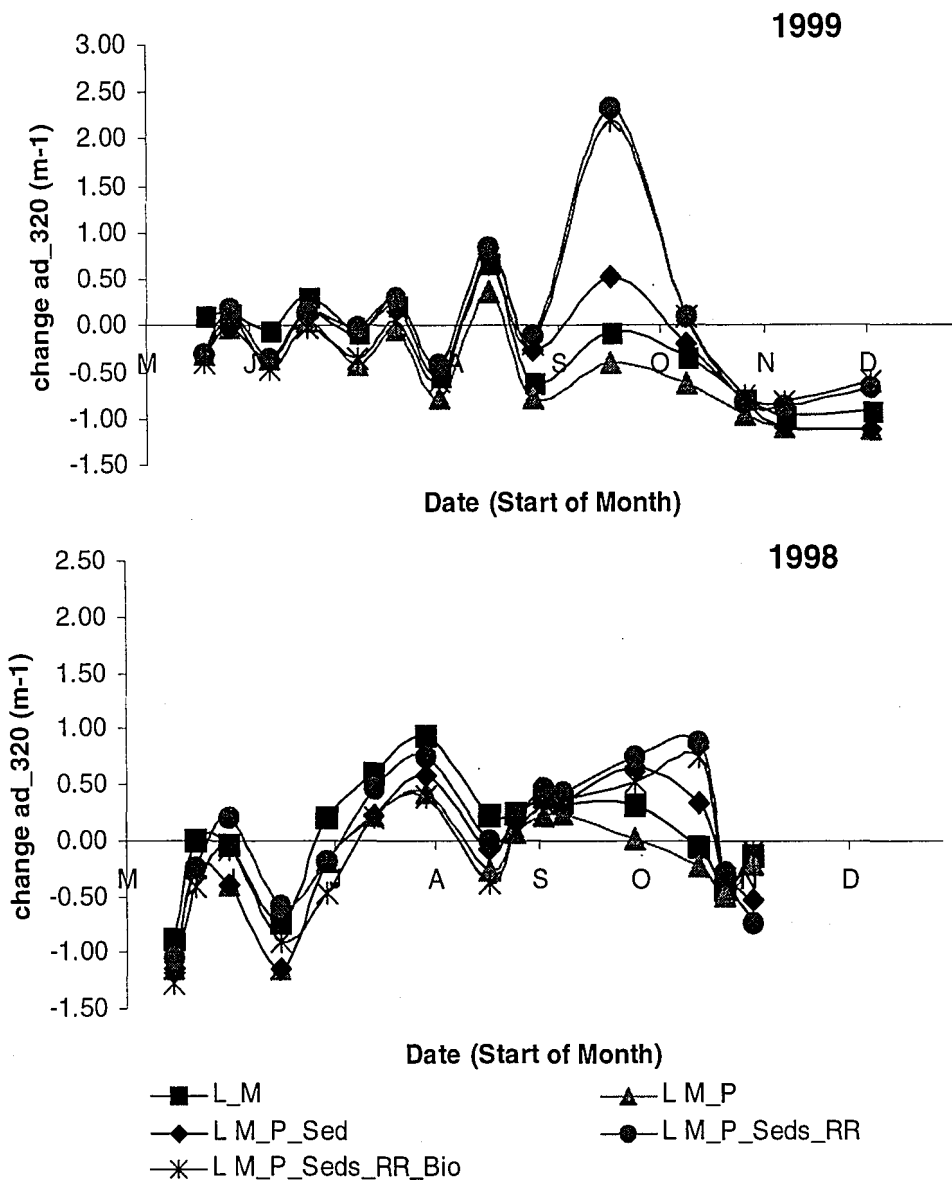 1999
3.00
2.50
2.00
1.50
1.00
0.50
0.00
-0.50
-1.00
-1.50
change ad_320 (m-1)
M J A S O N D
Date (Start of Month)
1998
2.50
2.00
1.50
1.00
0.50
0.00
-0.50
-1.00
-1.50
change ad_320 (m-1)
M A S O D
Date (Start of Month)
L_M
L M_P
L M_P_Sed
L M_P_Seds_RR
L M_P_Seds_RR_Bio